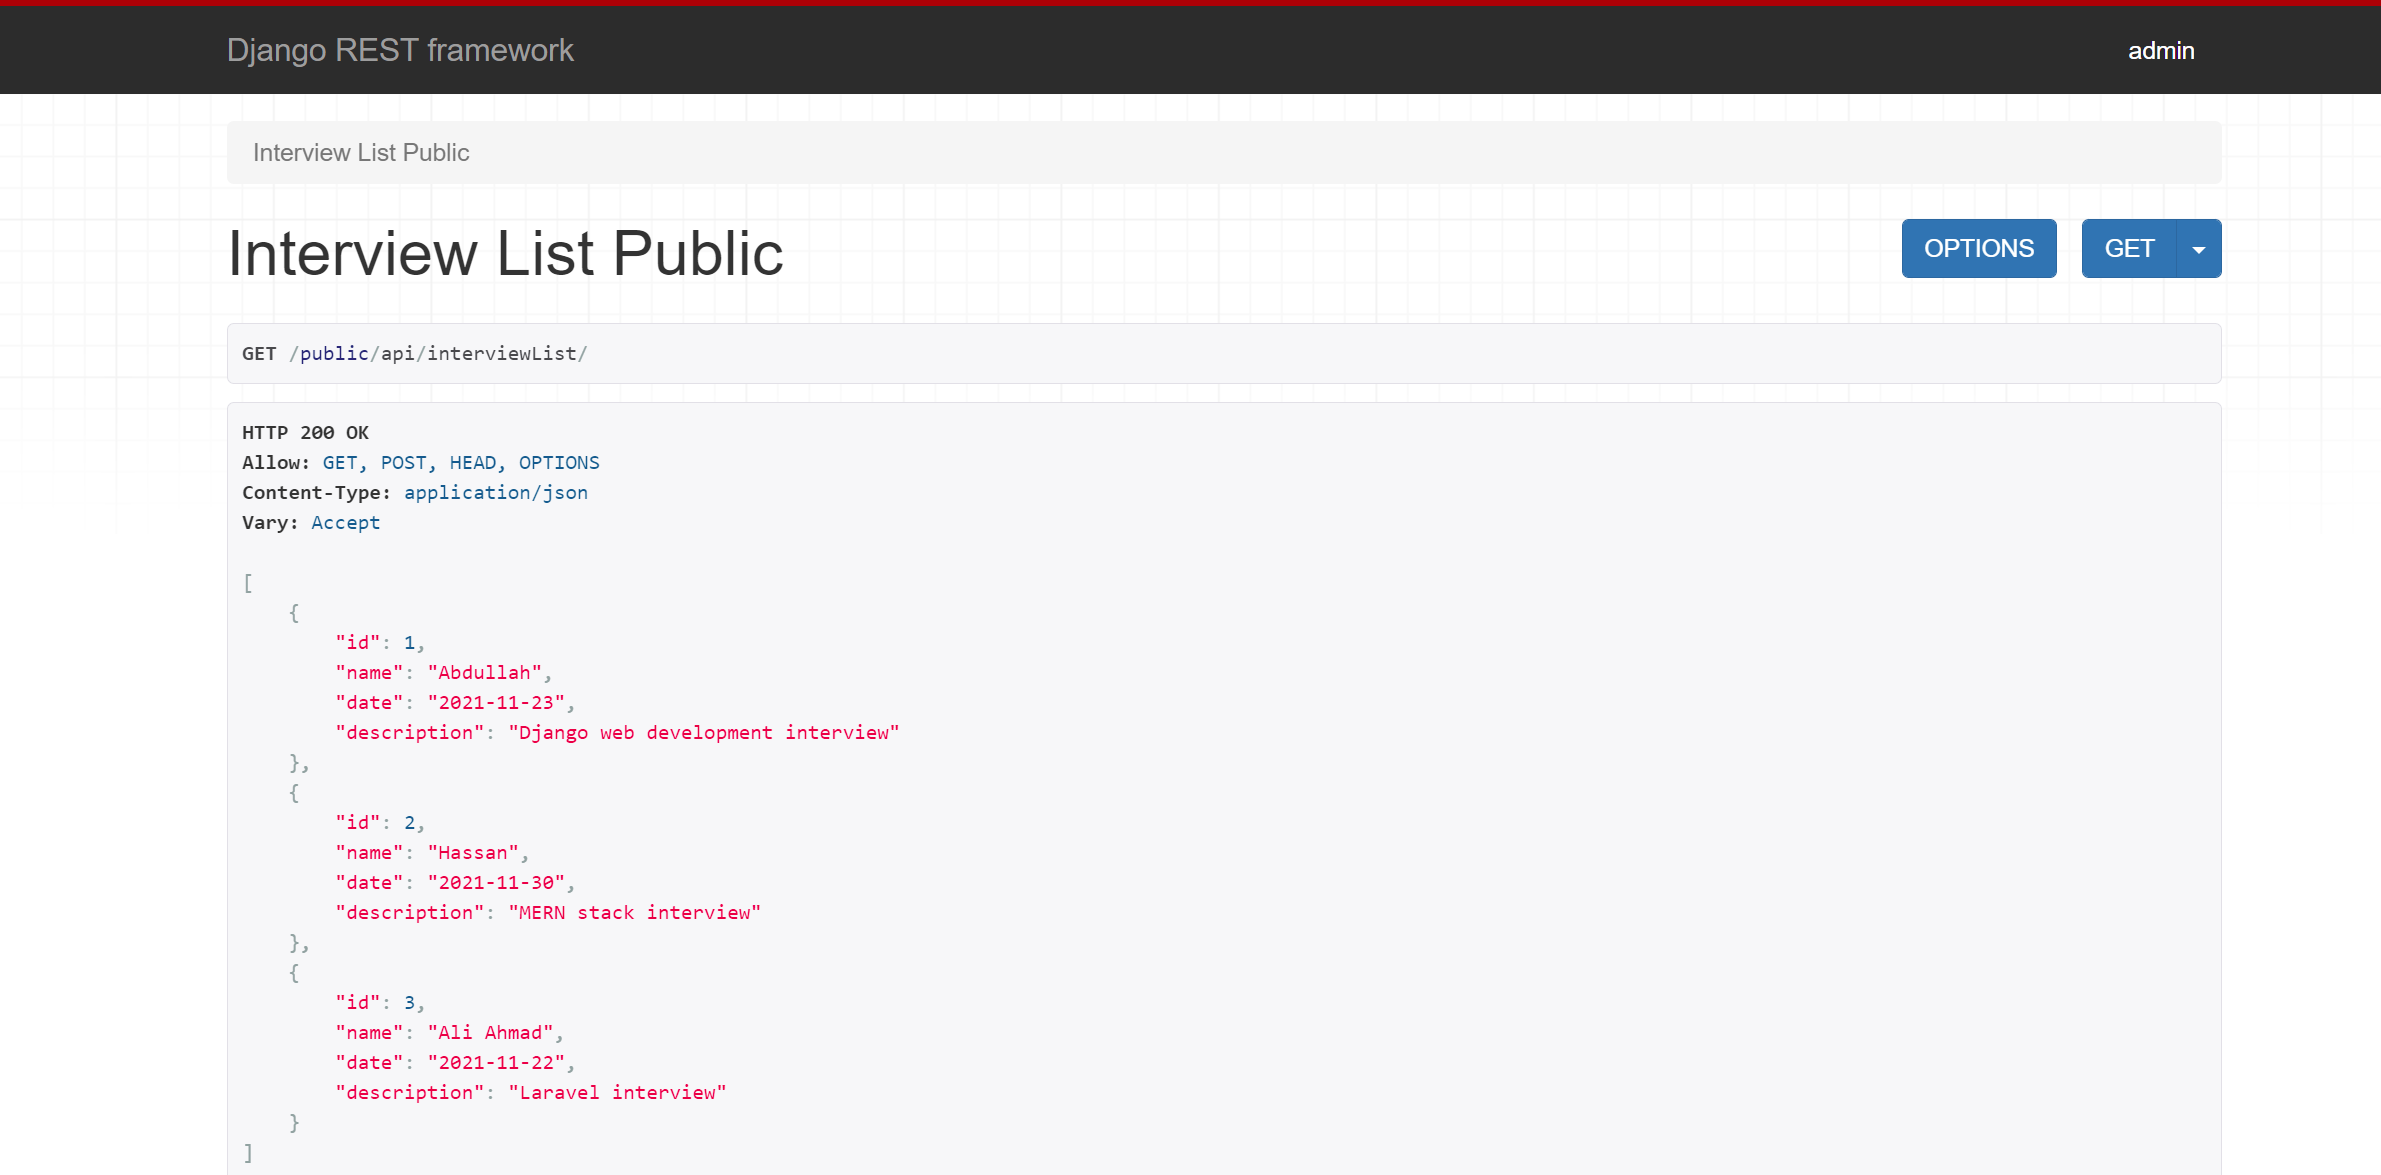 Django REST framework
admin
Interview List Public
Interview List Public
OPTIONS
GET
GET /public/api/interviewList/
HTTP 200 OK
Allow: GET, POST, HEAD, OPTIONS
Content-Type: application/json
Vary: Accept
[
    {
        "id": 1,
        "name": "Abdullah",
        "date": "2021-11-23",
        "description": "Django web development interview"
    },
    {
        "id": 2,
        "name": "Hassan",
        "date": "2021-11-30",
        "description": "MERN stack interview"
    },
    {
        "id": 3,
        "name": "Ali Ahmad",
        "date": "2021-11-22",
        "description": "Laravel interview"
    }
]